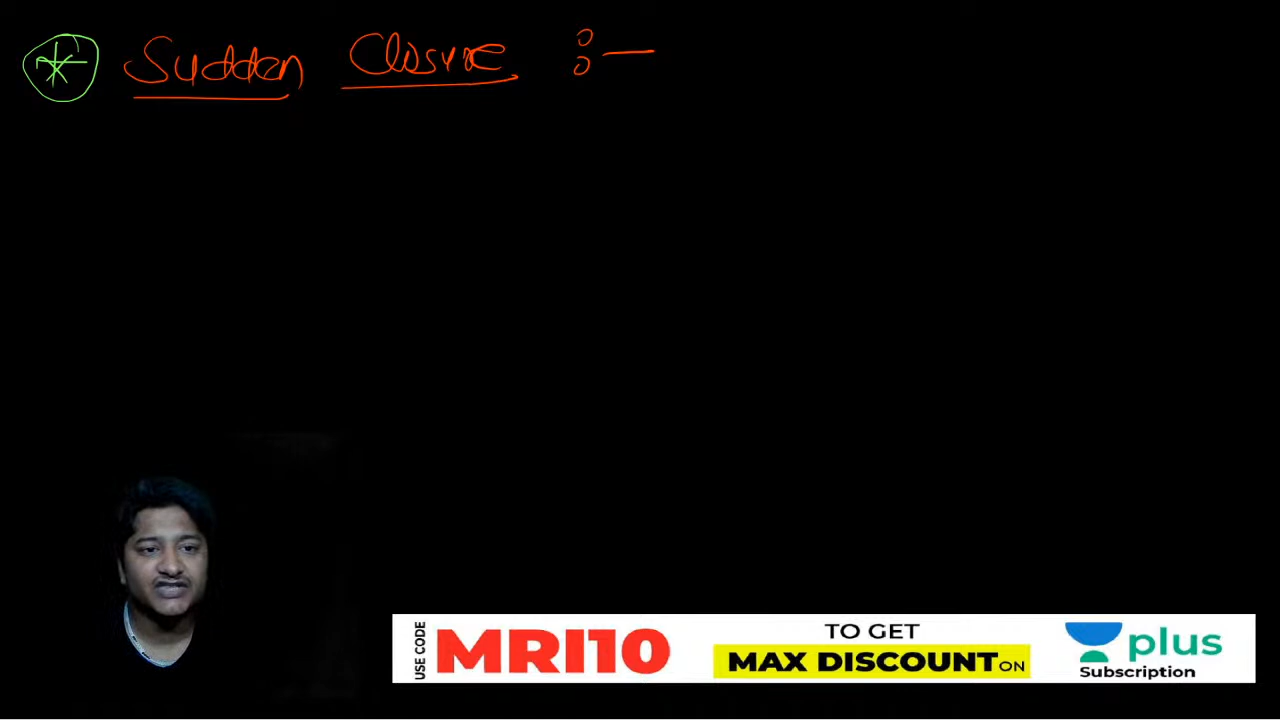 * Sudden Closure :-
USE CODE MRI10 TO GET MAX DISCOUNT ON plus Subscription